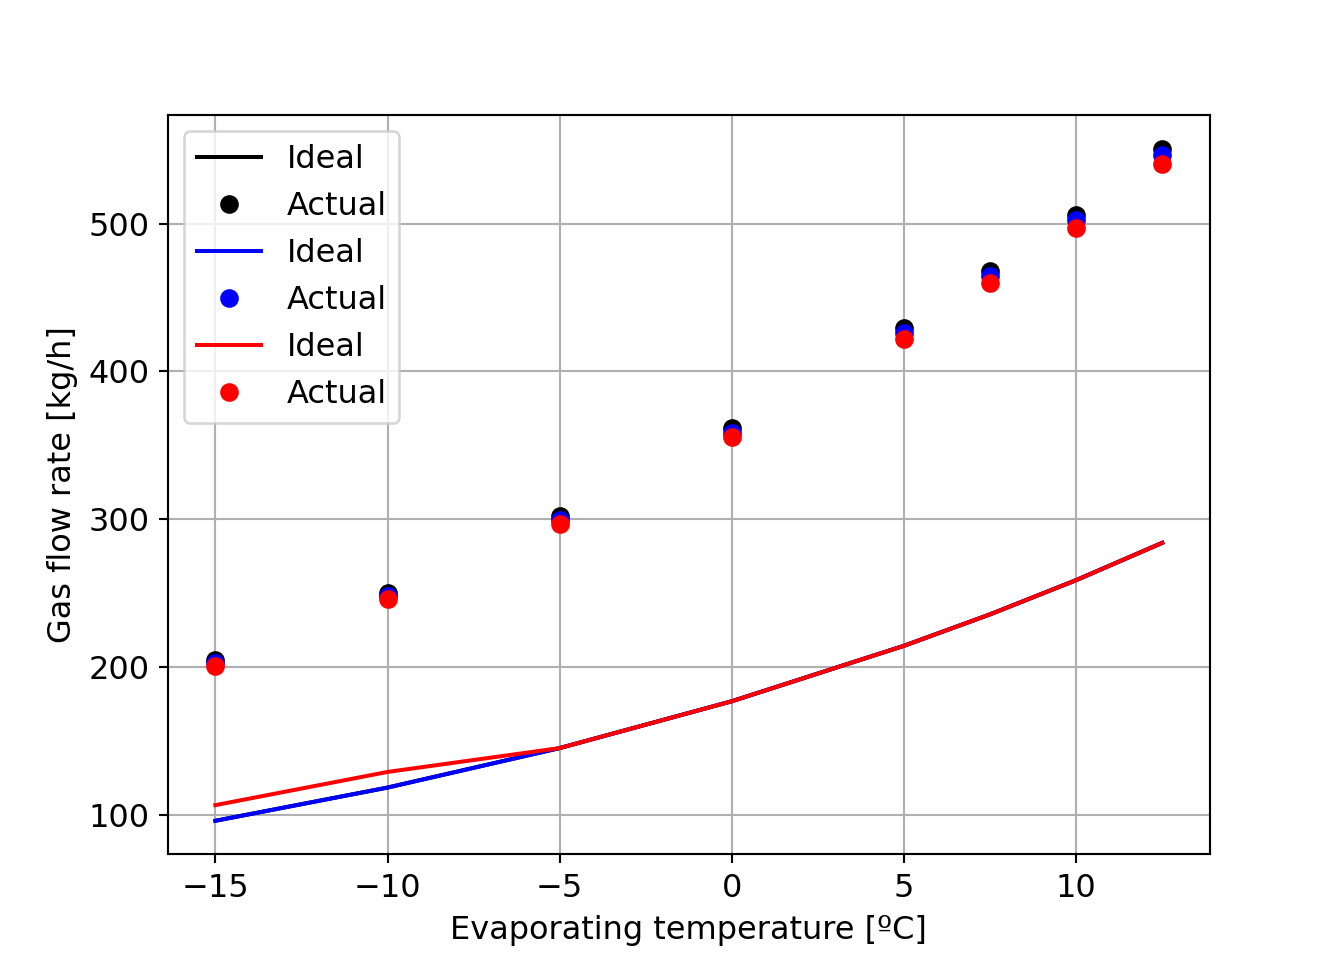 Ideal
Actual
Ideal
Actual
Ideal
Actual
500
400
300
200
100
Gas flow rate [kg/h]
−15 −10 −5 0 5 10
Evaporating temperature [ºC]